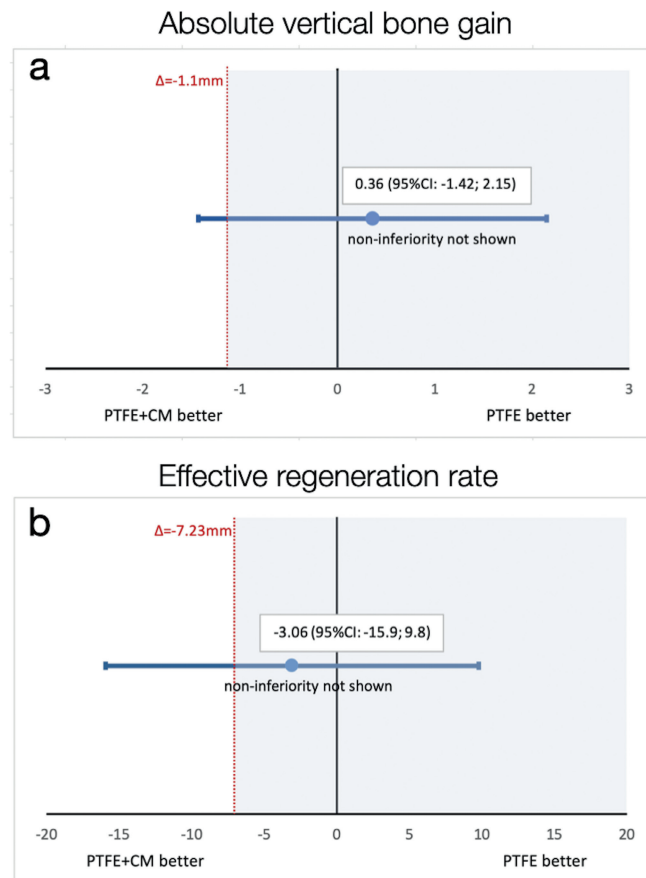 Absolute vertical bone gain
a
Δ=-1.1mm
0.36 (95%CI: -1.42; 2.15)
non-inferiority not shown
-3 -2 -1 0 1 2 3
PTFE+CM better PTFE better
Effective regeneration rate
b
Δ=-7.23mm
-3.06 (95%CI: -15.9; 9.8)
non-inferiority not shown
-20 -15 -10 -5 0 5 10 15 20
PTFE+CM better PTFE better